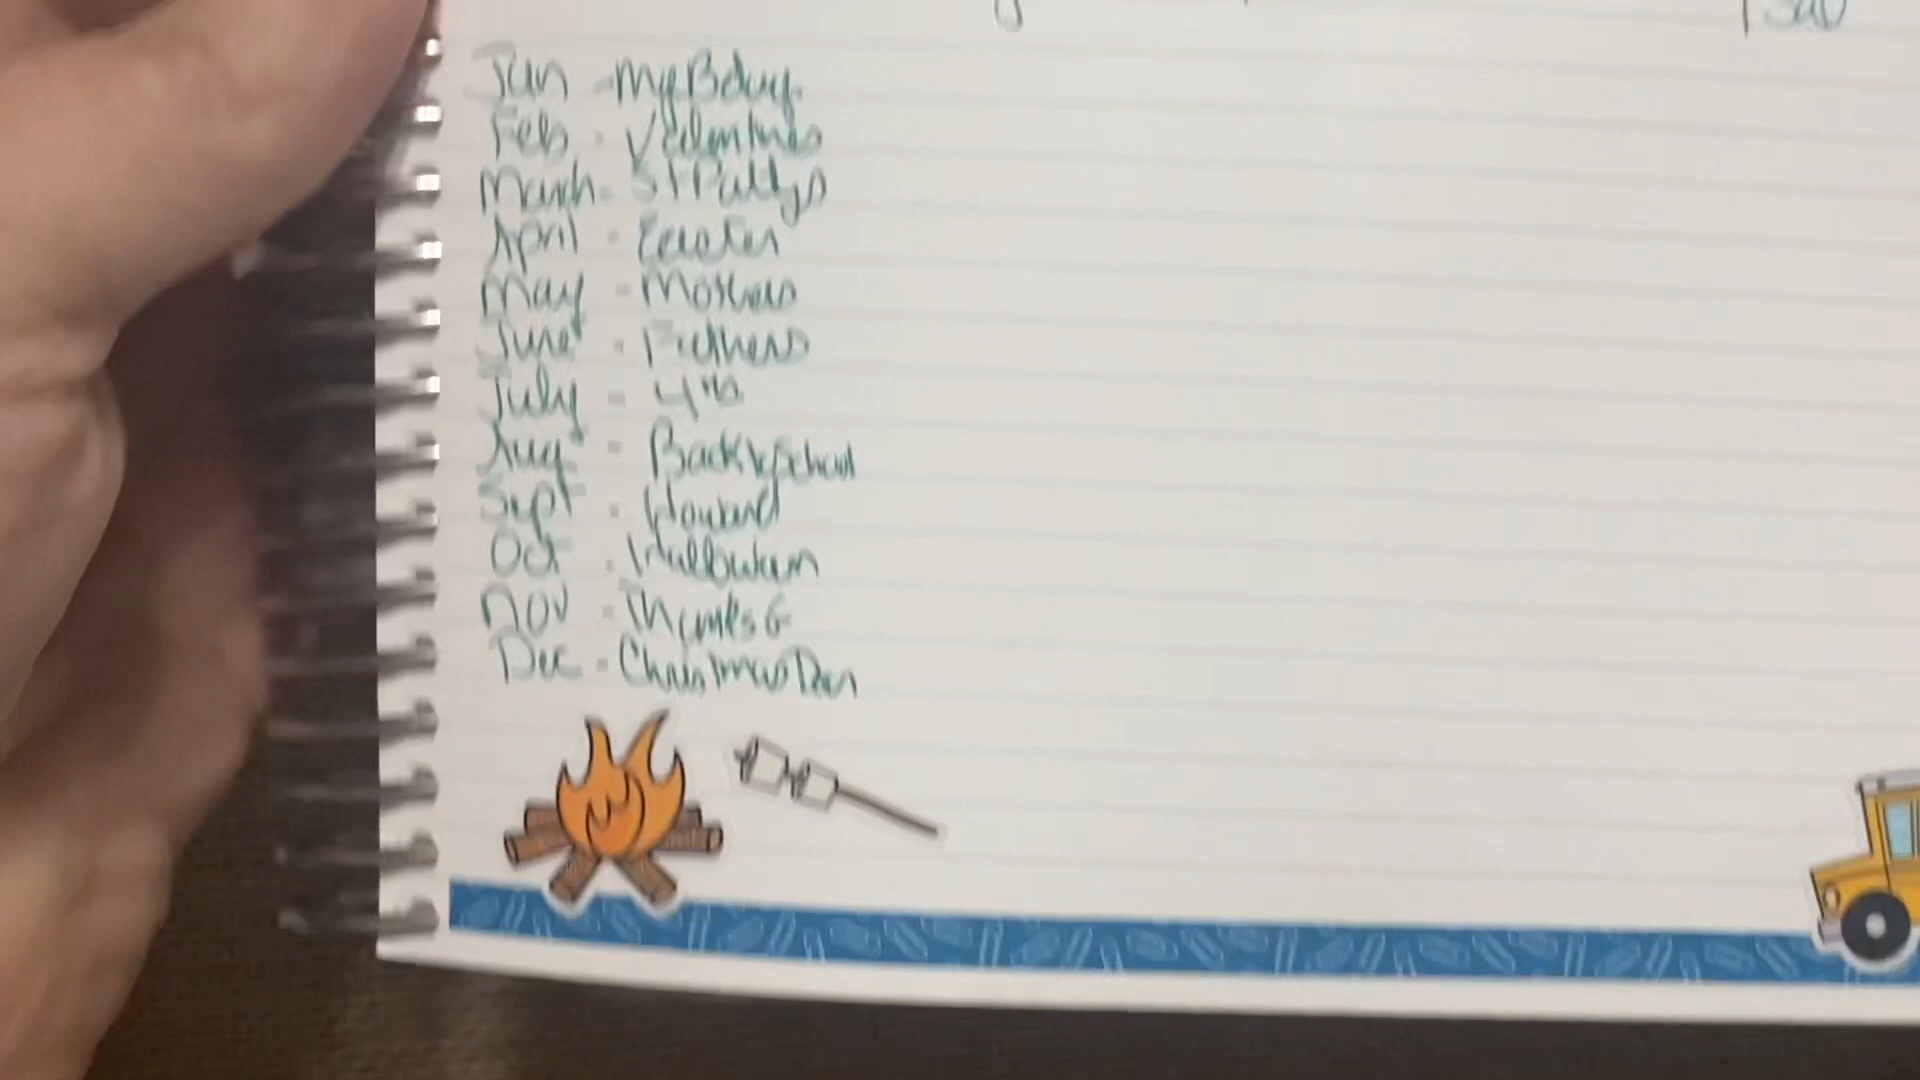 Jan - My Bday
Feb - Valentines
March - St Pattys
April - Easter
May - Mothers
June - Fathers
July - 4th
Aug - Back to School
Sept -
Oct - Halloween
Nov - Thanks G
Dec - Christmas